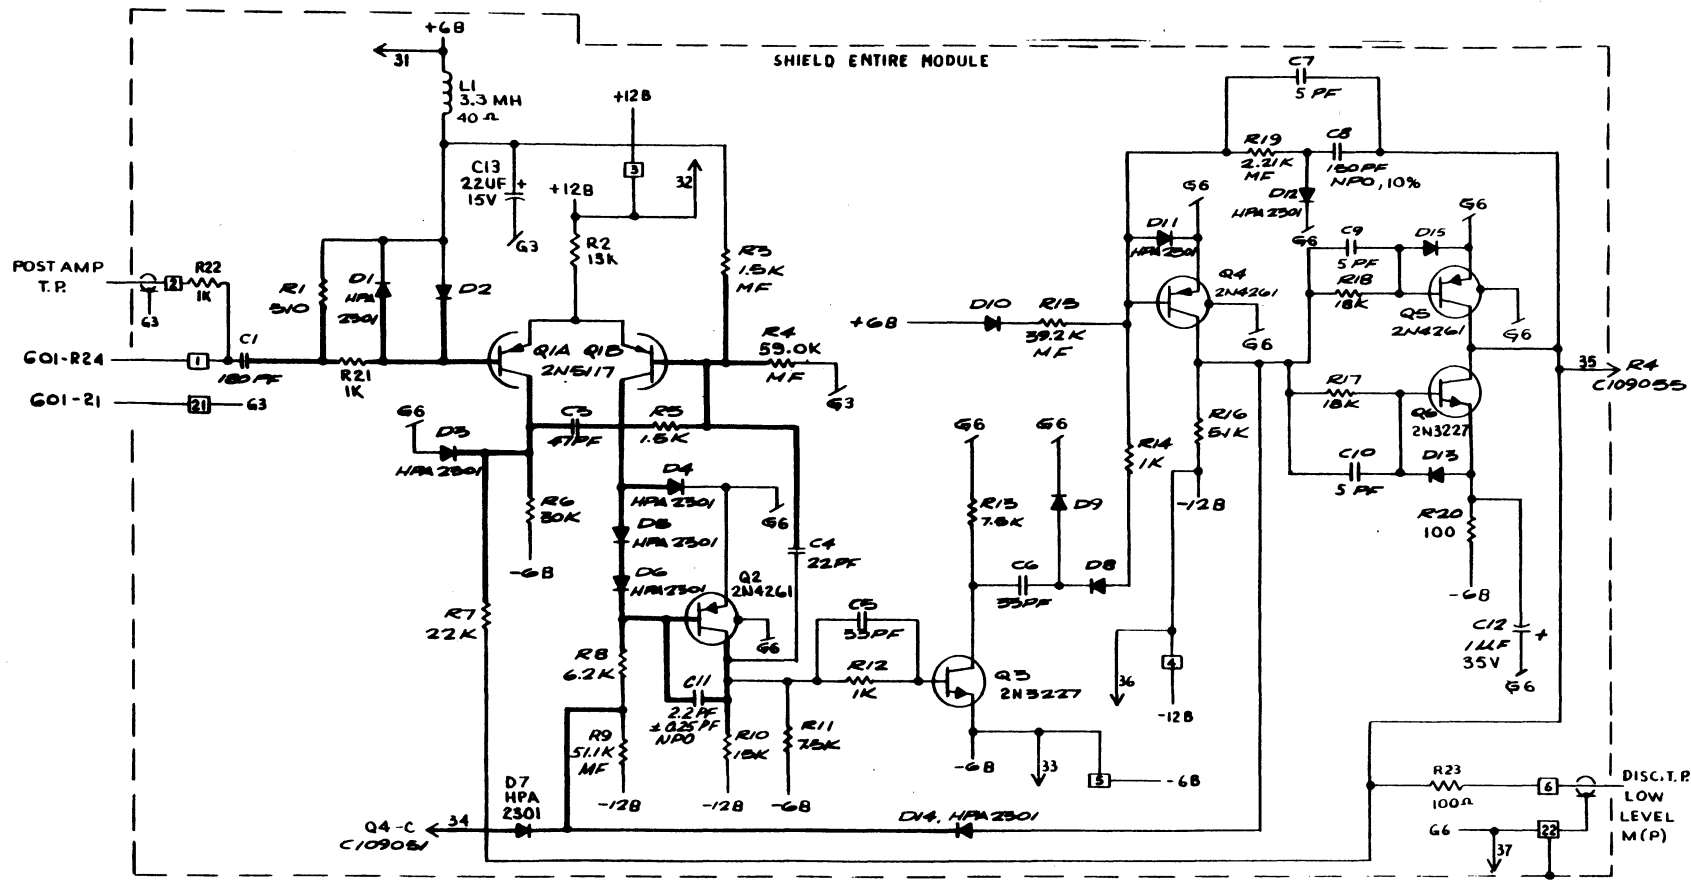 +6B
31
L1
3.3 MH
40 Ω
SHIELD ENTIRE MODULE
C7
5 PF
+12B
3
32
C13
22UF
+
15V
G3
+12B
R2
15K
R19
2.21K
MF
C8
180PF
NPO, 10%
D12
HPA 2301
G6
G6
D11
HPA 2301
C9
5 PF
D15
G6
R18
18K
Q5
2N4261
G6
Q4
2N4261
G6
POST AMP
T.P.
2
R22
1K
G3
R1
510
D1
HPA
2301
D2
R3
1.5K
MF
+6B
D10
R15
39.2K
MF
G01-R24
1
C1
180 PF
R21
1K
Q1A
Q1B
2N5117
R4
59.0K
MF
G3
35
R4
C109055
G01-21
21
G3
G6
D3
HPA 2301
C3
47PF
R5
1.5K
R17
18K
Q6
2N3227
C10
5 PF
D13
R16
5.1K
-12B
R14
1K
G6
G6
R13
7.5K
D9
D4
HPA 2301
G6
R6
30K
-6B
D5
HPA 2301
D6
HPA 2301
C4
22PF
Q2
2N4261
G6
C6
33PF
D8
R20
100
-6B
C12
1 UF
+
35V
G6
R7
22K
C5
33PF
R12
1K
Q3
2N3227
R8
6.2K
C11
2.2 PF
± 0.25 PF
NPO
36
4
-12B
R9
51.1K
MF
R10
15K
R11
7.5K
-6B
33
5
-6B
-12B
-12B
-6B
D7
HPA
2301
Q4-C
34
C109051
D14, HPA 2301
R23
100Ω
6
DISC. T.P.
LOW
LEVEL
M(P)
G6
22
37